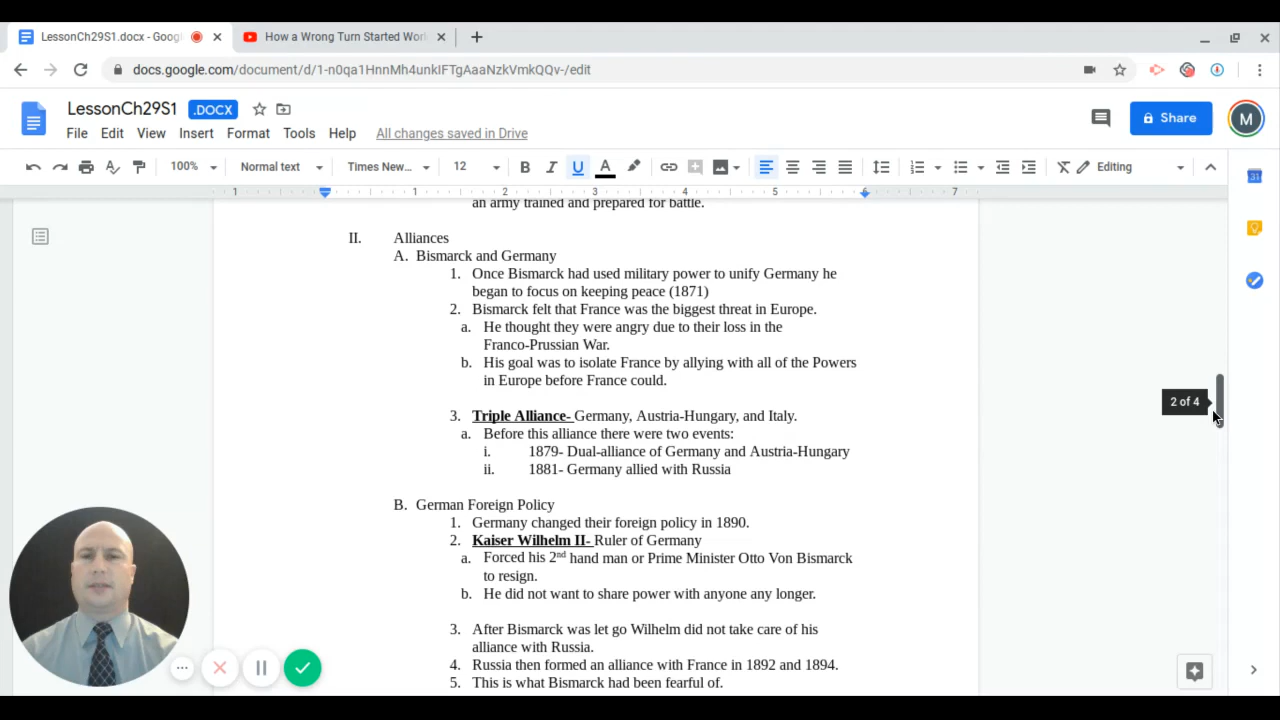 LessonCh29S1.docx - Goog
How a Wrong Turn Started Wor
docs.google.com/document/d/1-n0qa1HnnMh4unkIFTgAaaNzkVmkQQv-/edit
LessonCh29S1 .DOCX
Share
M
File Edit View Insert Format Tools Help All changes saved in Drive
100% Normal text Times New... 12 B I U A Editing
1 1 2 3 4 5 6 7
31
an army trained and prepared for battle.
II. Alliances
A. Bismarck and Germany
1. Once Bismarck had used military power to unify Germany he
began to focus on keeping peace (1871)
2. Bismarck felt that France was the biggest threat in Europe.
a. He thought they were angry due to their loss in the
Franco-Prussian War.
b. His goal was to isolate France by allying with all of the Powers
in Europe before France could.
2 of 4
3. Triple Alliance- Germany, Austria-Hungary, and Italy.
a. Before this alliance there were two events:
i. 1879- Dual-alliance of Germany and Austria-Hungary
ii. 1881- Germany allied with Russia
B. German Foreign Policy
1. Germany changed their foreign policy in 1890.
2. Kaiser Wilhelm II- Ruler of Germany
a. Forced his 2nd hand man or Prime Minister Otto Von Bismarck
to resign.
b. He did not want to share power with anyone any longer.
3. After Bismarck was let go Wilhelm did not take care of his
alliance with Russia.
4. Russia then formed an alliance with France in 1892 and 1894.
5. This is what Bismarck had been fearful of.